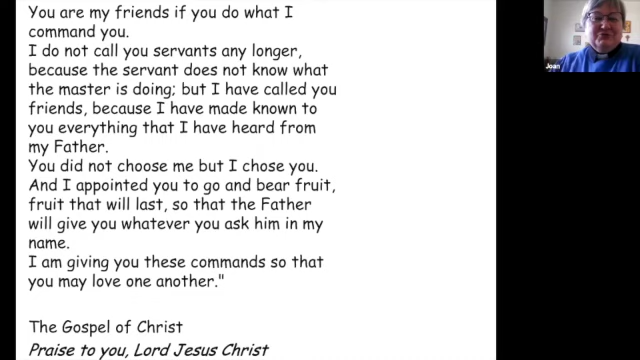 You are my friends if you do what I
command you.
I do not call you servants any longer,
because the servant does not know what
the master is doing; but I have called you
friends, because I have made known to
you everything that I have heard from
my Father.
You did not choose me but I chose you.
And I appointed you to go and bear fruit,
fruit that will last, so that the Father
will give you whatever you ask him in my
name.
I am giving you these commands so that
you may love one another."
The Gospel of Christ
Praise to you, Lord Jesus Christ
Joan